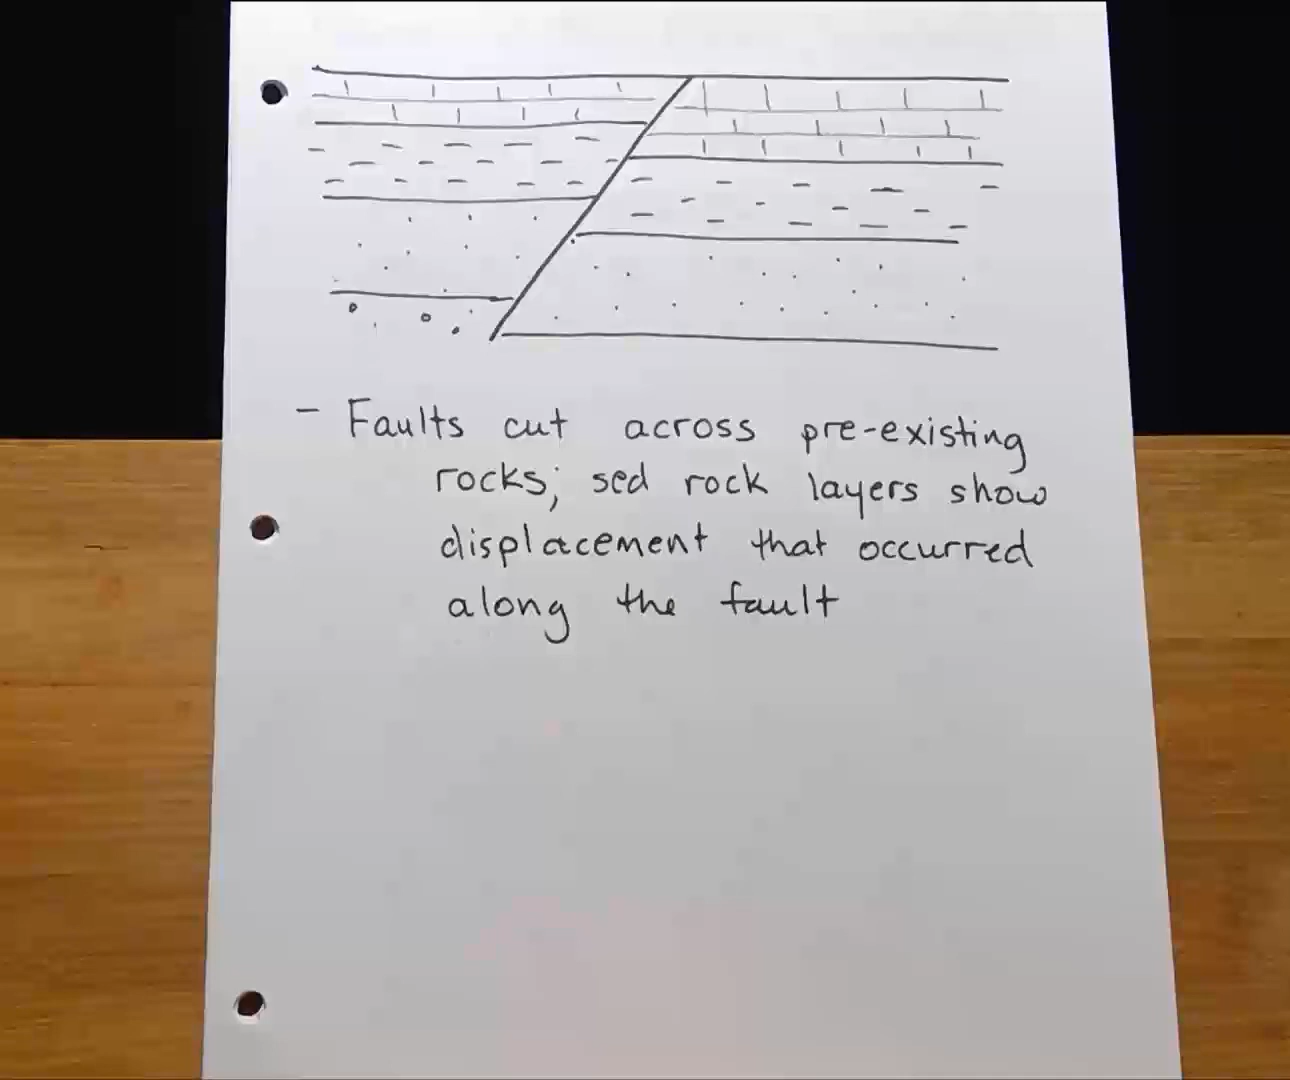 - Faults cut across pre-existing
rocks; sed rock layers show
displacement that occurred
along the fault